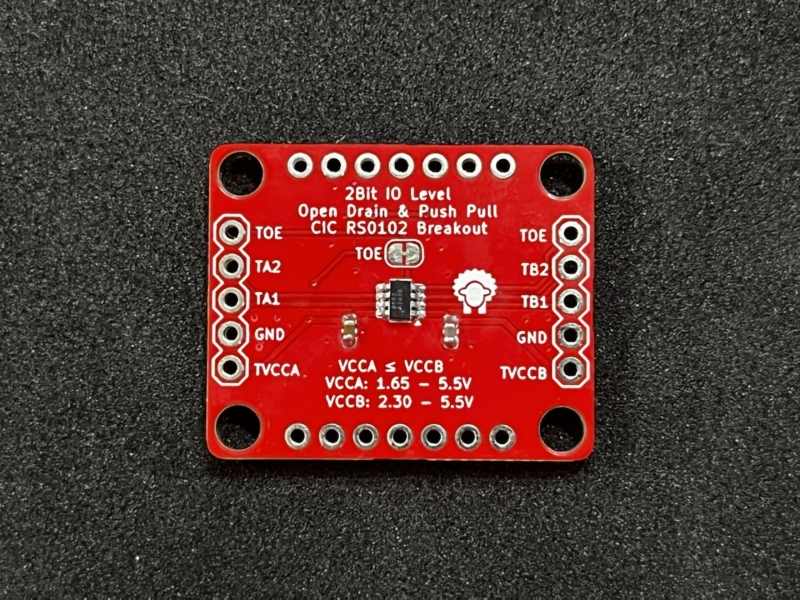 2Bit IO Level
Open Drain & Push Pull
CIC RS0102 Breakout
TOE
TOE
TA2
TA1
GND
TVCCA
TOE
TB2
TB1
GND
TVCCB
VCCA ≤ VCCB
VCCA: 1.65 - 5.5V
VCCB: 2.30 - 5.5V